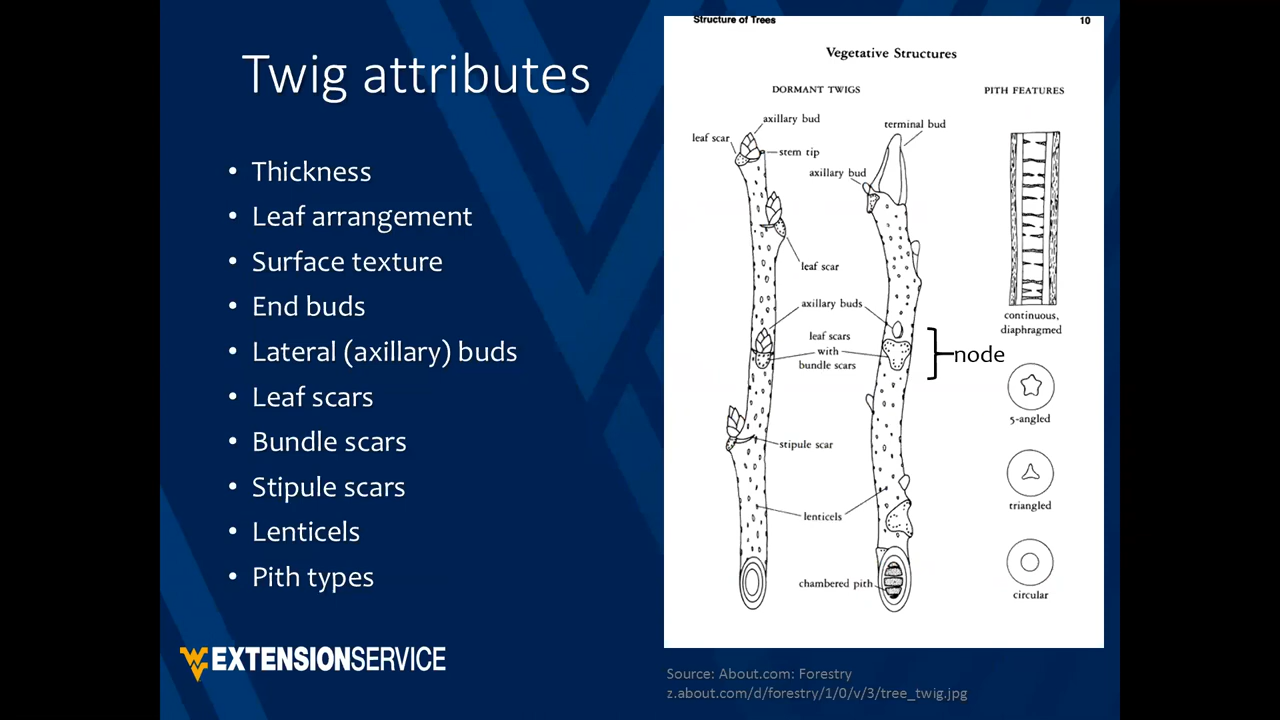 Twig attributes
• Thickness
• Leaf arrangement
• Surface texture
• End buds
• Lateral (axillary) buds
• Leaf scars
• Bundle scars
• Stipule scars
• Lenticels
• Pith types
EXTENSIONSERVICE
Structure of Trees 10
Vegetative Structures
DORMANT TWIGS
PITH FEATURES
axillary bud
leaf scar
stem tip
terminal bud
axillary bud
leaf scar
axillary buds
leaf scars
with
bundle scars
node
stipule scar
lenticels
chambered pith
continuous,
diaphragmed
5-angled
triangled
circular
Source: About.com: Forestry
z.about.com/d/forestry/1/0/v/3/tree_twig.jpg